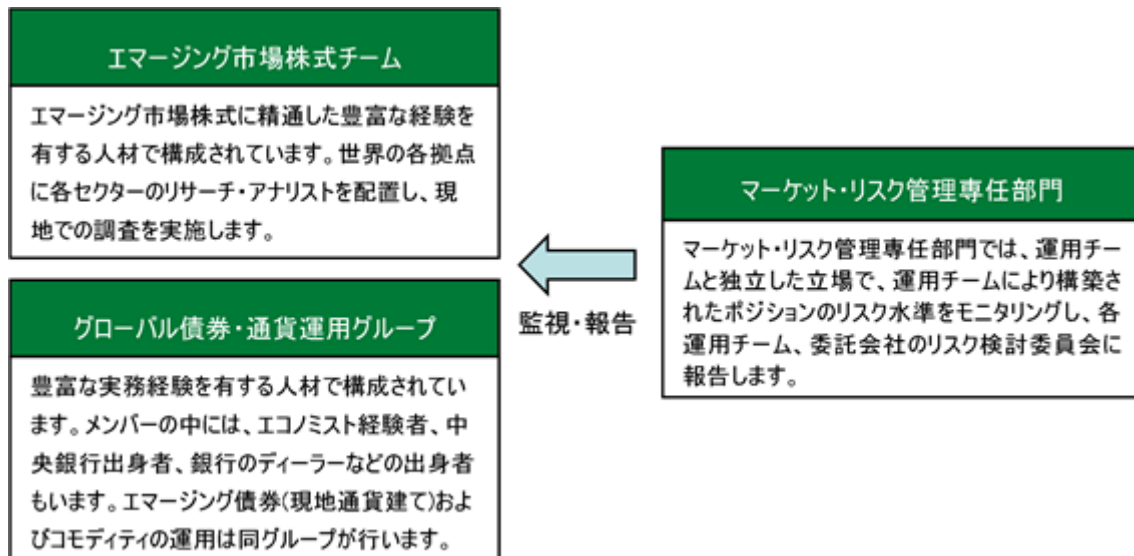 エマージング市場株式チーム
エマージング市場株式に精通した豊富な経験を
有する人材で構成されています。世界の各拠点
に各セクターのリサーチ・アナリストを配置し、現
地での調査を実施します。
グローバル債券・通貨運用グループ
豊富な実務経験を有する人材で構成されてい
ます。メンバーの中には、エコノミスト経験者、中
央銀行出身者、銀行のディーラーなどの出身者
もいます。エマージング債券(現地通貨建て)およ
びコモディティの運用は同グループが行います。
監視・報告
マーケット・リスク管理専任部門
マーケット・リスク管理専任部門では、運用チー
ムと独立した立場で、運用チームにより構築さ
れたポジションのリスク水準をモニタリングし、各
運用チーム、委託会社のリスク検討委員会に
報告します。